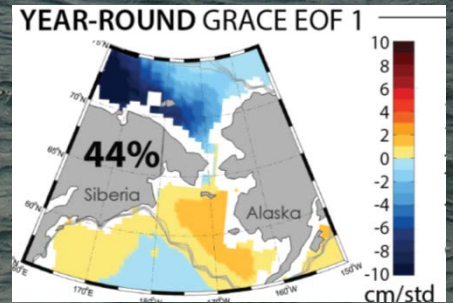 YEAR-ROUND GRACE EOF 1
10
8
6
4
2
0
-2
-4
-6
-8
-10
cm/std
70°N
65°N
60°N
44%
Siberia
Alaska
170°E
180°W
170°W
160°W
150°W